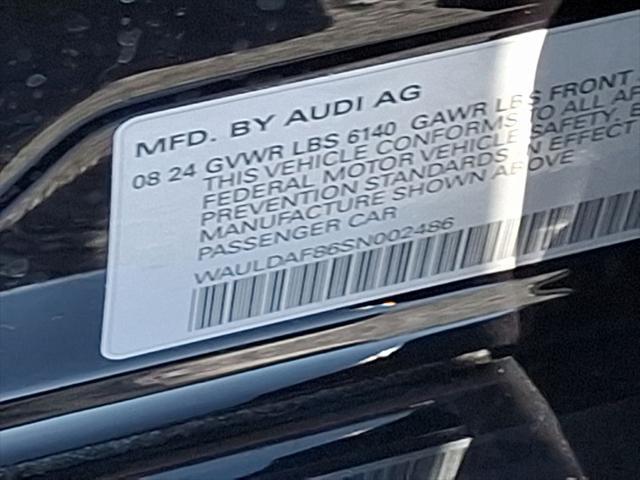 MFD. BY AUDI AG
08 24 GVWR LBS 6140 GAWR LBS FRONT
THIS VEHICLE CONFORMS TO ALL
FEDERAL MOTOR VEHICLE SAFETY,
PREVENTION STANDARDS IN EFFECT
MANUFACTURE SHOWN ABOVE
PASSENGER CAR
WAULDAF86SN002486